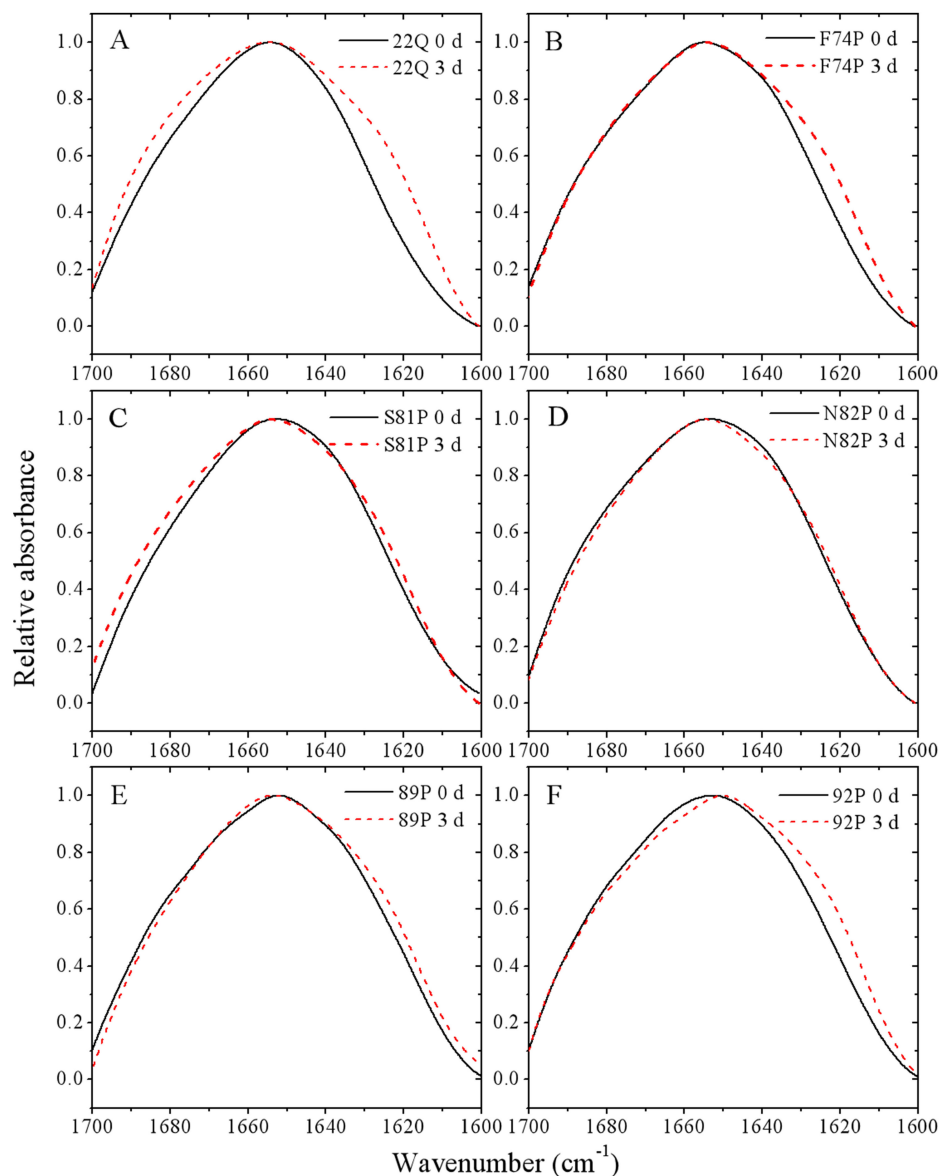 A
22Q 0 d
22Q 3 d
1.0
0.8
0.6
0.4
0.2
0.0
1700 1680 1660 1640 1620 1600
B
F74P 0 d
F74P 3 d
1.0
0.8
0.6
0.4
0.2
0.0
1700 1680 1660 1640 1620 1600
C
S81P 0 d
S81P 3 d
1.0
0.8
0.6
0.4
0.2
0.0
1700 1680 1660 1640 1620 1600
D
N82P 0 d
N82P 3 d
1.0
0.8
0.6
0.4
0.2
0.0
1700 1680 1660 1640 1620 1600
E
89P 0 d
89P 3 d
1.0
0.8
0.6
0.4
0.2
0.0
1700 1680 1660 1640 1620 1600
F
92P 0 d
92P 3 d
1.0
0.8
0.6
0.4
0.2
0.0
1700 1680 1660 1640 1620 1600
Relative absorbance
Wavenumber (cm⁻¹)